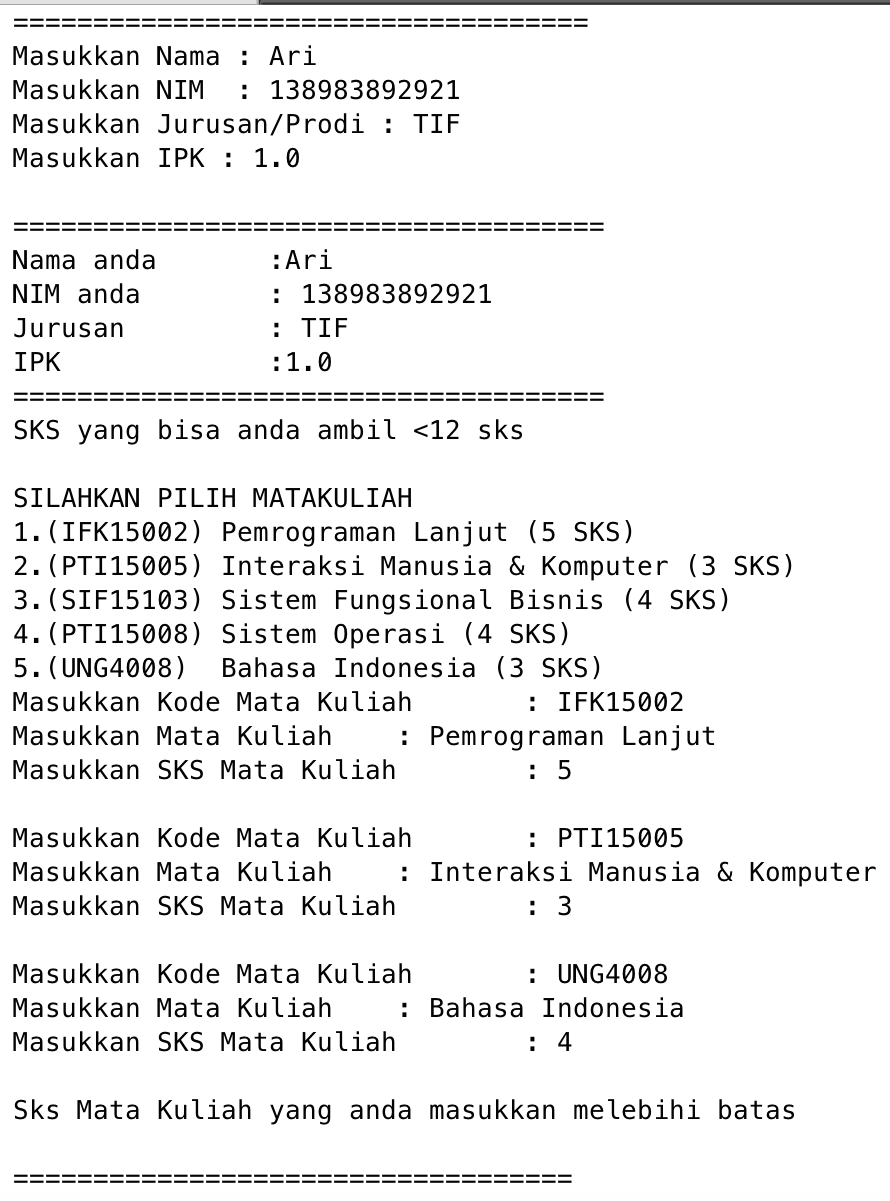 ====================================
Masukkan Nama : Ari
Masukkan NIM  : 138983892921
Masukkan Jurusan/Prodi : TIF
Masukkan IPK : 1.0

=====================================
Nama anda       :Ari
NIM anda        : 138983892921
Jurusan         : TIF
IPK             :1.0
=====================================
SKS yang bisa anda ambil <12 sks

SILAHKAN PILIH MATAKULIAH
1.(IFK15002) Pemrograman Lanjut (5 SKS)
2.(PTI15005) Interaksi Manusia & Komputer (3 SKS)
3.(SIF15103) Sistem Fungsional Bisnis (4 SKS)
4.(PTI15008) Sistem Operasi (4 SKS)
5.(UNG4008)  Bahasa Indonesia (3 SKS)
Masukkan Kode Mata Kuliah       : IFK15002
Masukkan Mata Kuliah    : Pemrograman Lanjut
Masukkan SKS Mata Kuliah        : 5

Masukkan Kode Mata Kuliah       : PTI15005
Masukkan Mata Kuliah    : Interaksi Manusia & Komputer
Masukkan SKS Mata Kuliah        : 3

Masukkan Kode Mata Kuliah       : UNG4008
Masukkan Mata Kuliah    : Bahasa Indonesia
Masukkan SKS Mata Kuliah        : 4

Sks Mata Kuliah yang anda masukkan melebihi batas

===================================